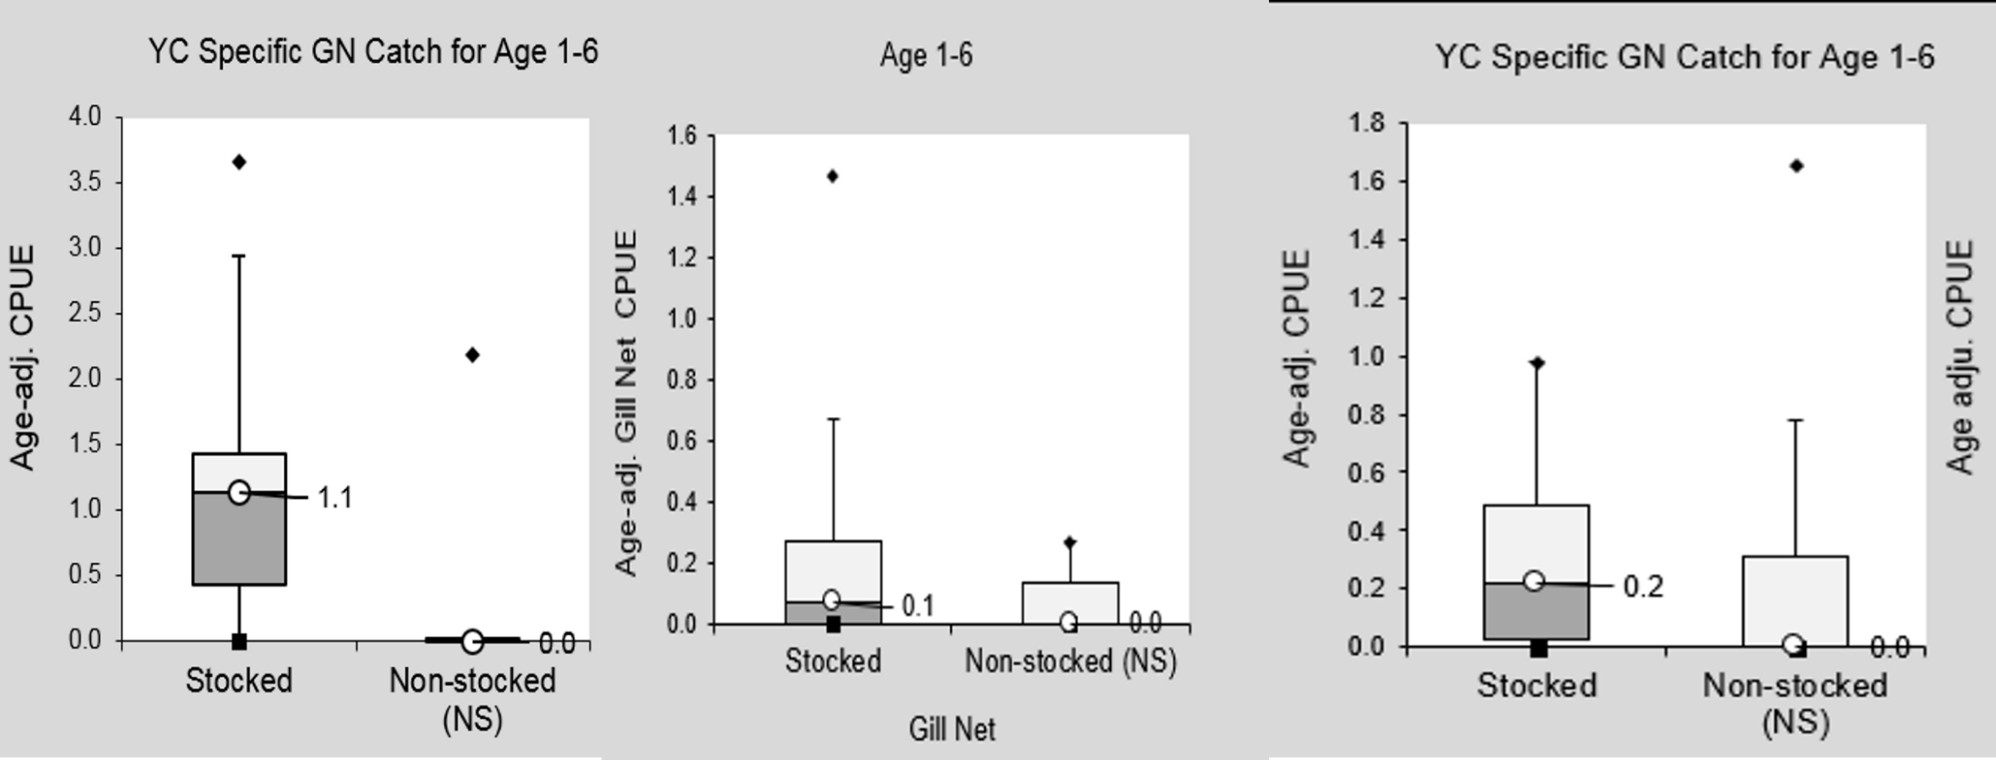 YC Specific GN Catch for Age 1-6
Age-adj. CPUE
4.0
3.5
3.0
2.5
2.0
1.5
1.0
0.5
0.0
1.1
0.0
Stocked
Non-stocked
(NS)
Age 1-6
Age-adj. Gill Net CPUE
1.6
1.4
1.2
1.0
0.8
0.6
0.4
0.2
0.0
0.1
0.0
Stocked
Non-stocked (NS)
Gill Net
YC Specific GN Catch for Age 1-6
Age-adj. CPUE
1.8
1.6
1.4
1.2
1.0
0.8
0.6
0.4
0.2
0.0
0.2
0.0
Stocked
Non-stocked
(NS)
Age adju. CPUE